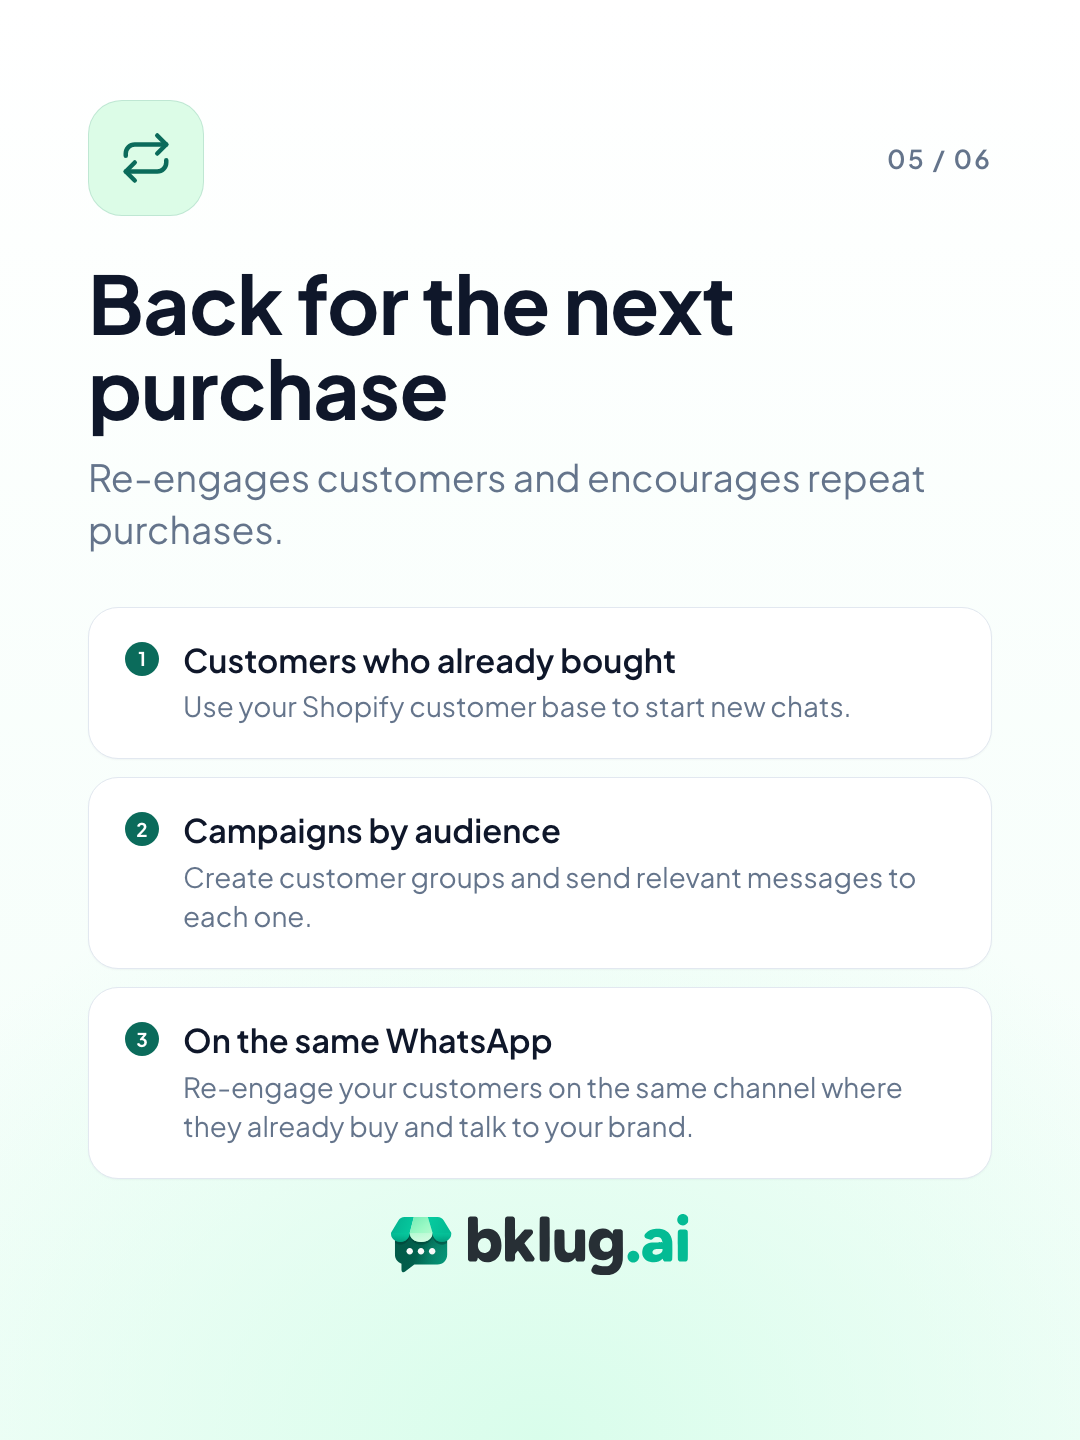 05 / 06
Back for the next
purchase
Re-engages customers and encourages repeat
purchases.
1 Customers who already bought
Use your Shopify customer base to start new chats.
2 Campaigns by audience
Create customer groups and send relevant messages to
each one.
3 On the same WhatsApp
Re-engage your customers on the same channel where
they already buy and talk to your brand.
bklug.ai